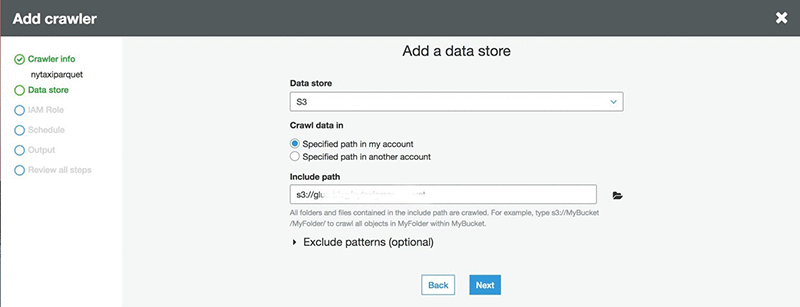 Add crawler
Crawler info
nytaxiparquet
Data store
IAM Role
Schedule
Output
Review all steps
Add a data store
Data store
S3
Crawl data in
Specified path in my account
Specified path in another account
Include path
s3://glu
All folders and files contained in the include path are crawled. For example, type s3://MyBucket
/MyFolder/ to crawl all objects in MyFolder within MyBucket.
Exclude patterns (optional)
Back
Next